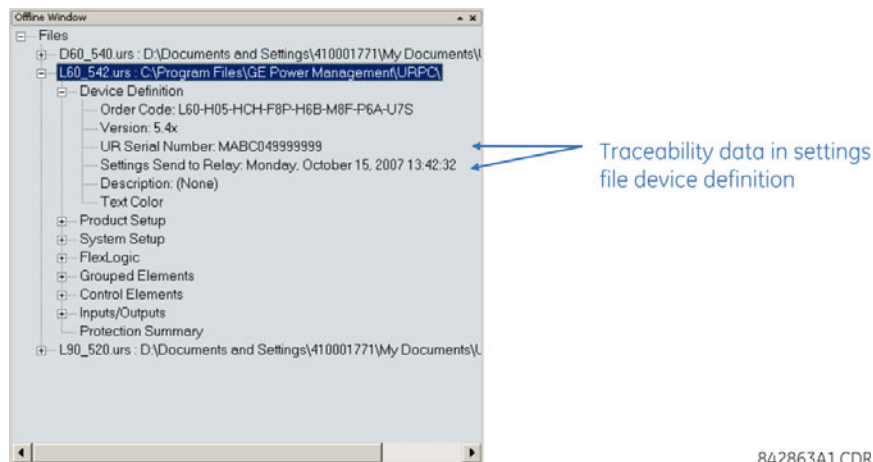 Offline Window
Files
D60_540.urs : D:\Documents and Settings\410001771\My Documents\U
L60_542.urs : C:\Program Files\GE Power Management\URPC\
Device Definition
Order Code: L60-H05-HCH-F8P-H6B-M8F-P6A-U7S
Version: 5.4x
UR Serial Number: MABC049999999
Settings Send to Relay: Monday, October 15, 2007 13:42:32
Description: (None)
Text Color
Product Setup
System Setup
FlexLogic
Grouped Elements
Control Elements
Inputs/Outputs
Protection Summary
L90_520.urs : D:\Documents and Settings\410001771\My Documents\L
Traceability data in settings
file device definition
842863A1.CDR